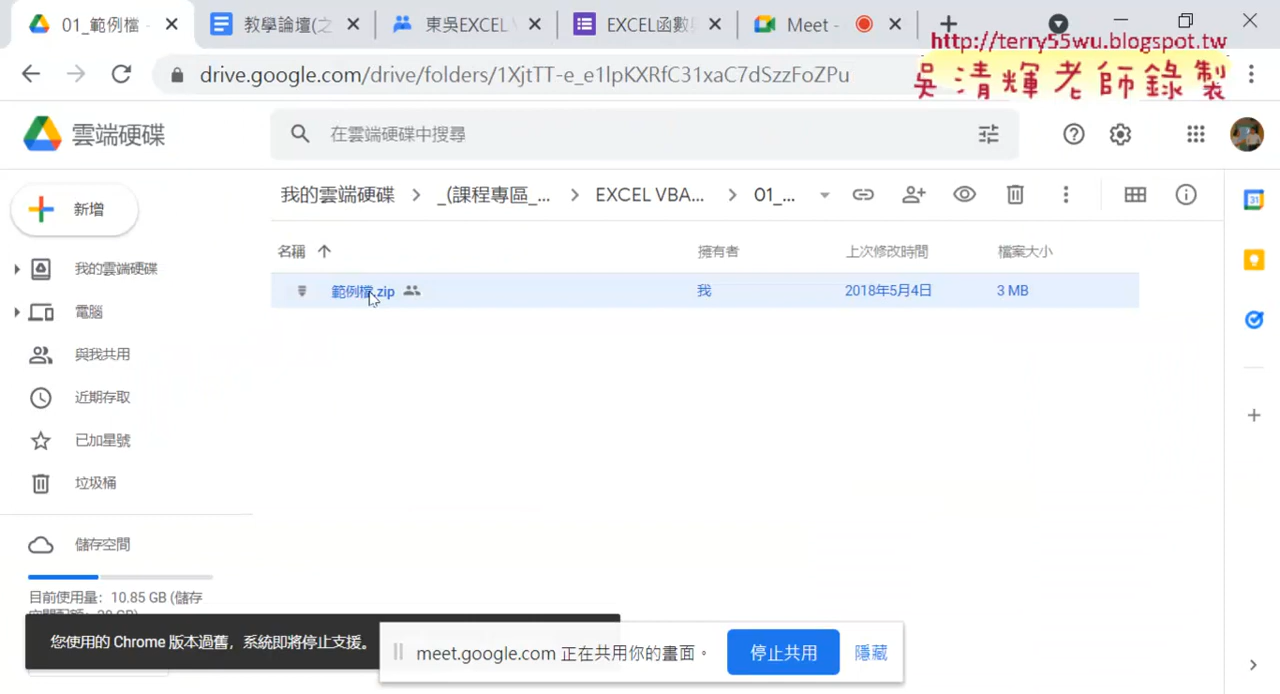 01_範例檔 -
教學論壇(之
東吳EXCEL V
EXCEL函數
Meet -
http://terry55wu.blogspot.tw
drive.google.com/drive/folders/1XjtTT-e_e1lpKXRfC31xaC7dSzzFoZPu
吳清輝老師錄製
雲端硬碟
在雲端硬碟中搜尋
新增
我的雲端硬碟
_(課程專區_...
EXCEL VBA...
01_...
31
名稱
擁有者
上次修改時間
檔案大小
範例檔.zip
我
2018年5月4日
3 MB
我的雲端硬碟
電腦
與我共用
近期存取
已加星號
垃圾桶
儲存空間
目前使用量：10.85 GB (儲存
您使用的 Chrome 版本過舊，系統即將停止支援。
meet.google.com 正在共用你的畫面。
停止共用
隱藏